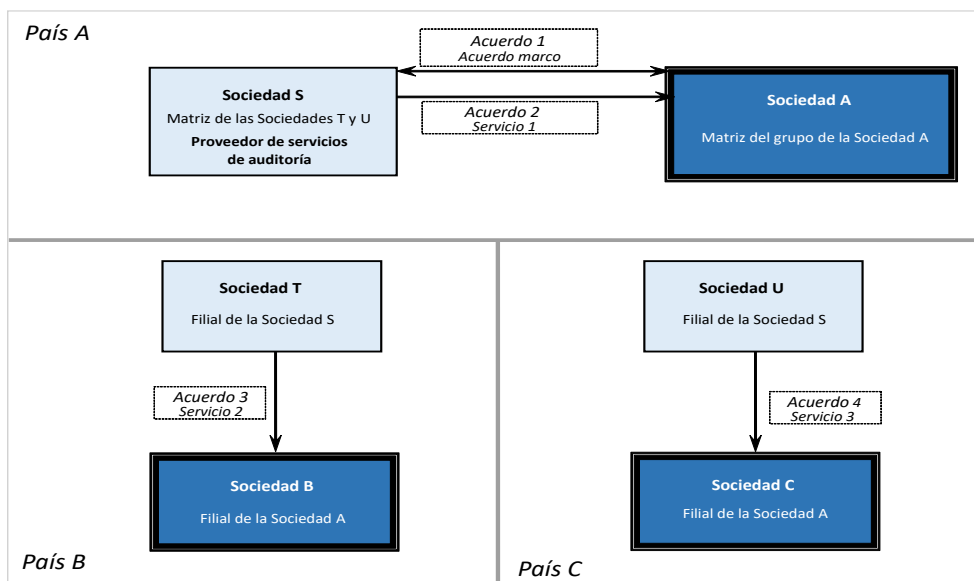 País A
Acuerdo 1
Acuerdo marco
Sociedad S
Matriz de las Sociedades T y U
Proveedor de servicios
de auditoría
Acuerdo 2
Servicio 1
Sociedad A
Matriz del grupo de la Sociedad A
Sociedad T
Filial de la Sociedad S
Acuerdo 3
Servicio 2
Sociedad B
Filial de la Sociedad A
País B
Sociedad U
Filial de la Sociedad S
Acuerdo 4
Servicio 3
Sociedad C
Filial de la Sociedad A
País C